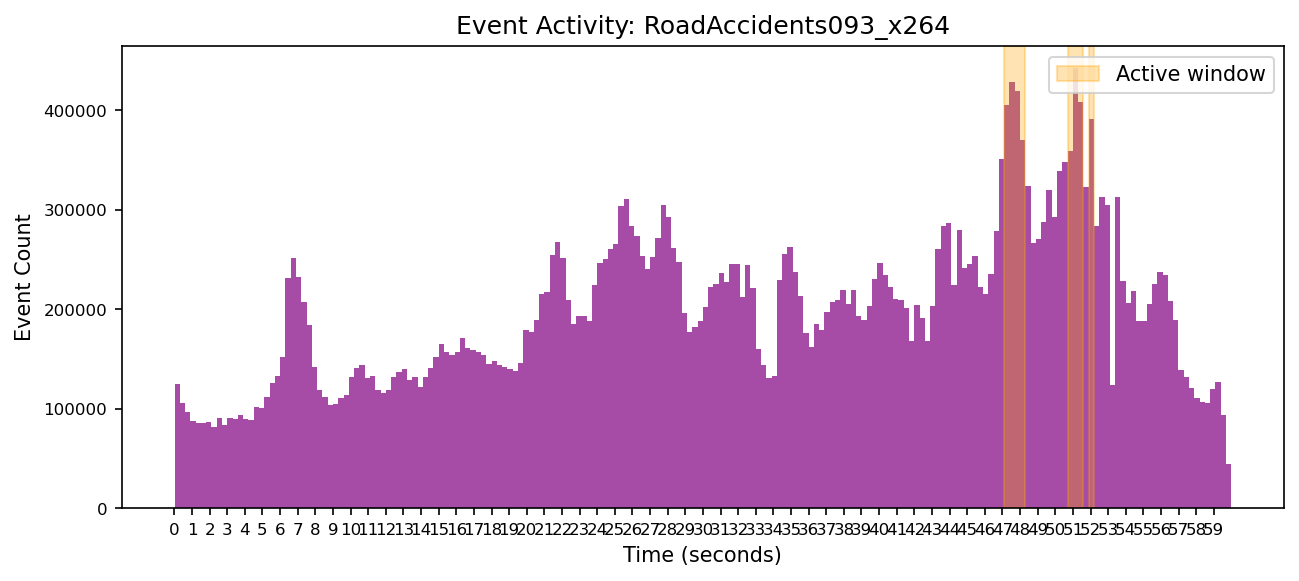 Event Activity: RoadAccidents093_x264
Active window
400000
300000
200000
100000
0
Event Count
0 1 2 3 4 5 6 7 8 9 10 11 12 13 14 15 16 17 18 19 20 21 22 23 24 25 26 27 28 29 30 31 32 33 34 35 36 37 38 39 40 41 42 43 44 45 46 47 48 49 50 51 52 53 54 55 56 57 58 59
Time (seconds)